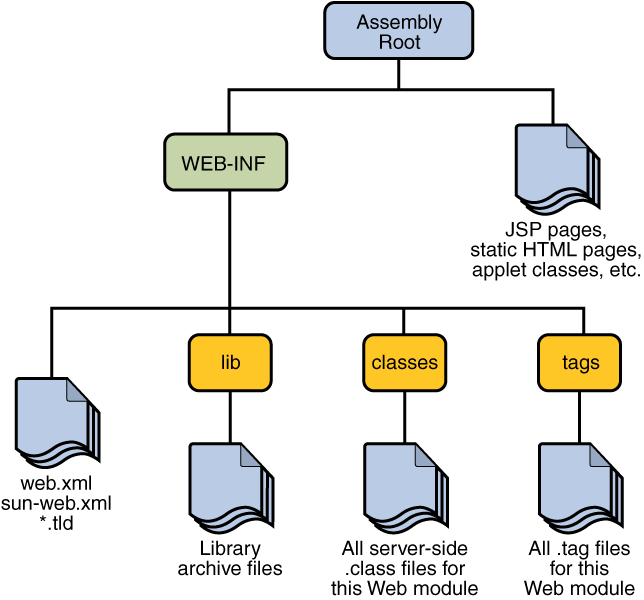 Assembly
Root
WEB-INF
JSP pages,
static HTML pages,
applet classes, etc.
lib
classes
tags
web.xml
sun-web.xml
*.tld
Library
archive files
All server-side
.class files for
this Web module
All .tag files
for this
Web module